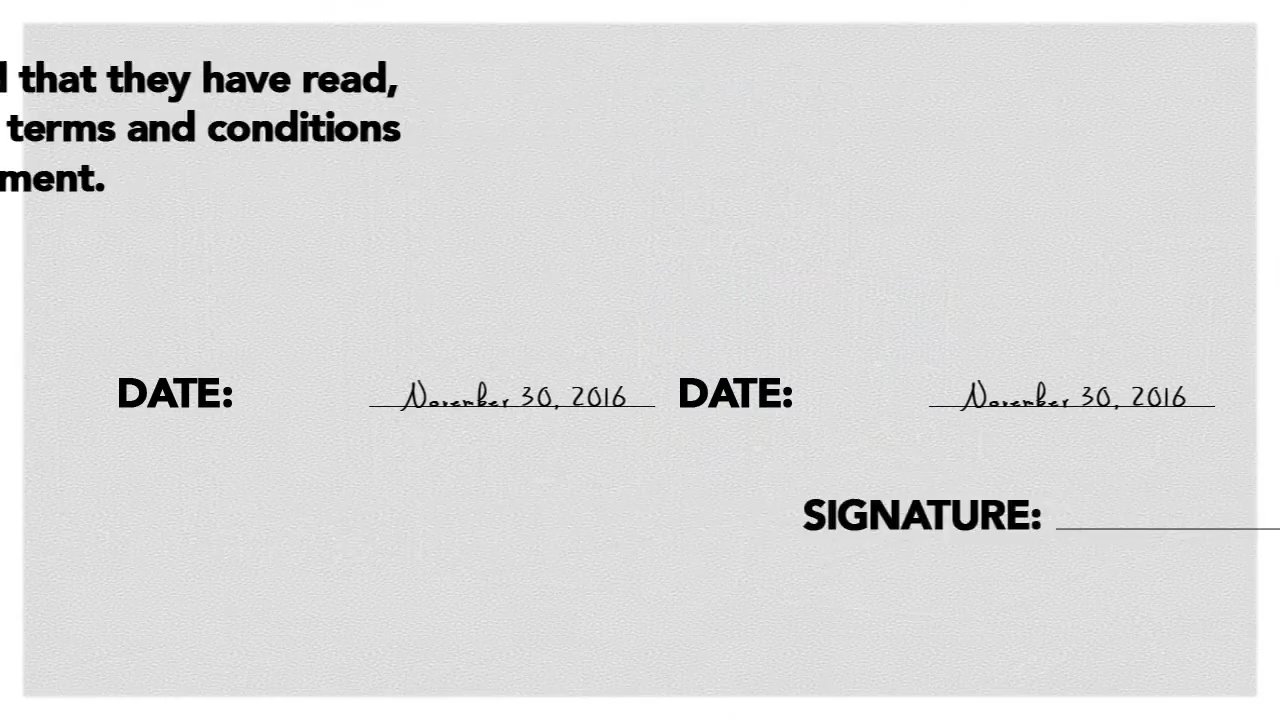 that they have read,
terms and conditions
ment.
DATE: November 30, 2016 DATE: November 30, 2016
SIGNATURE: